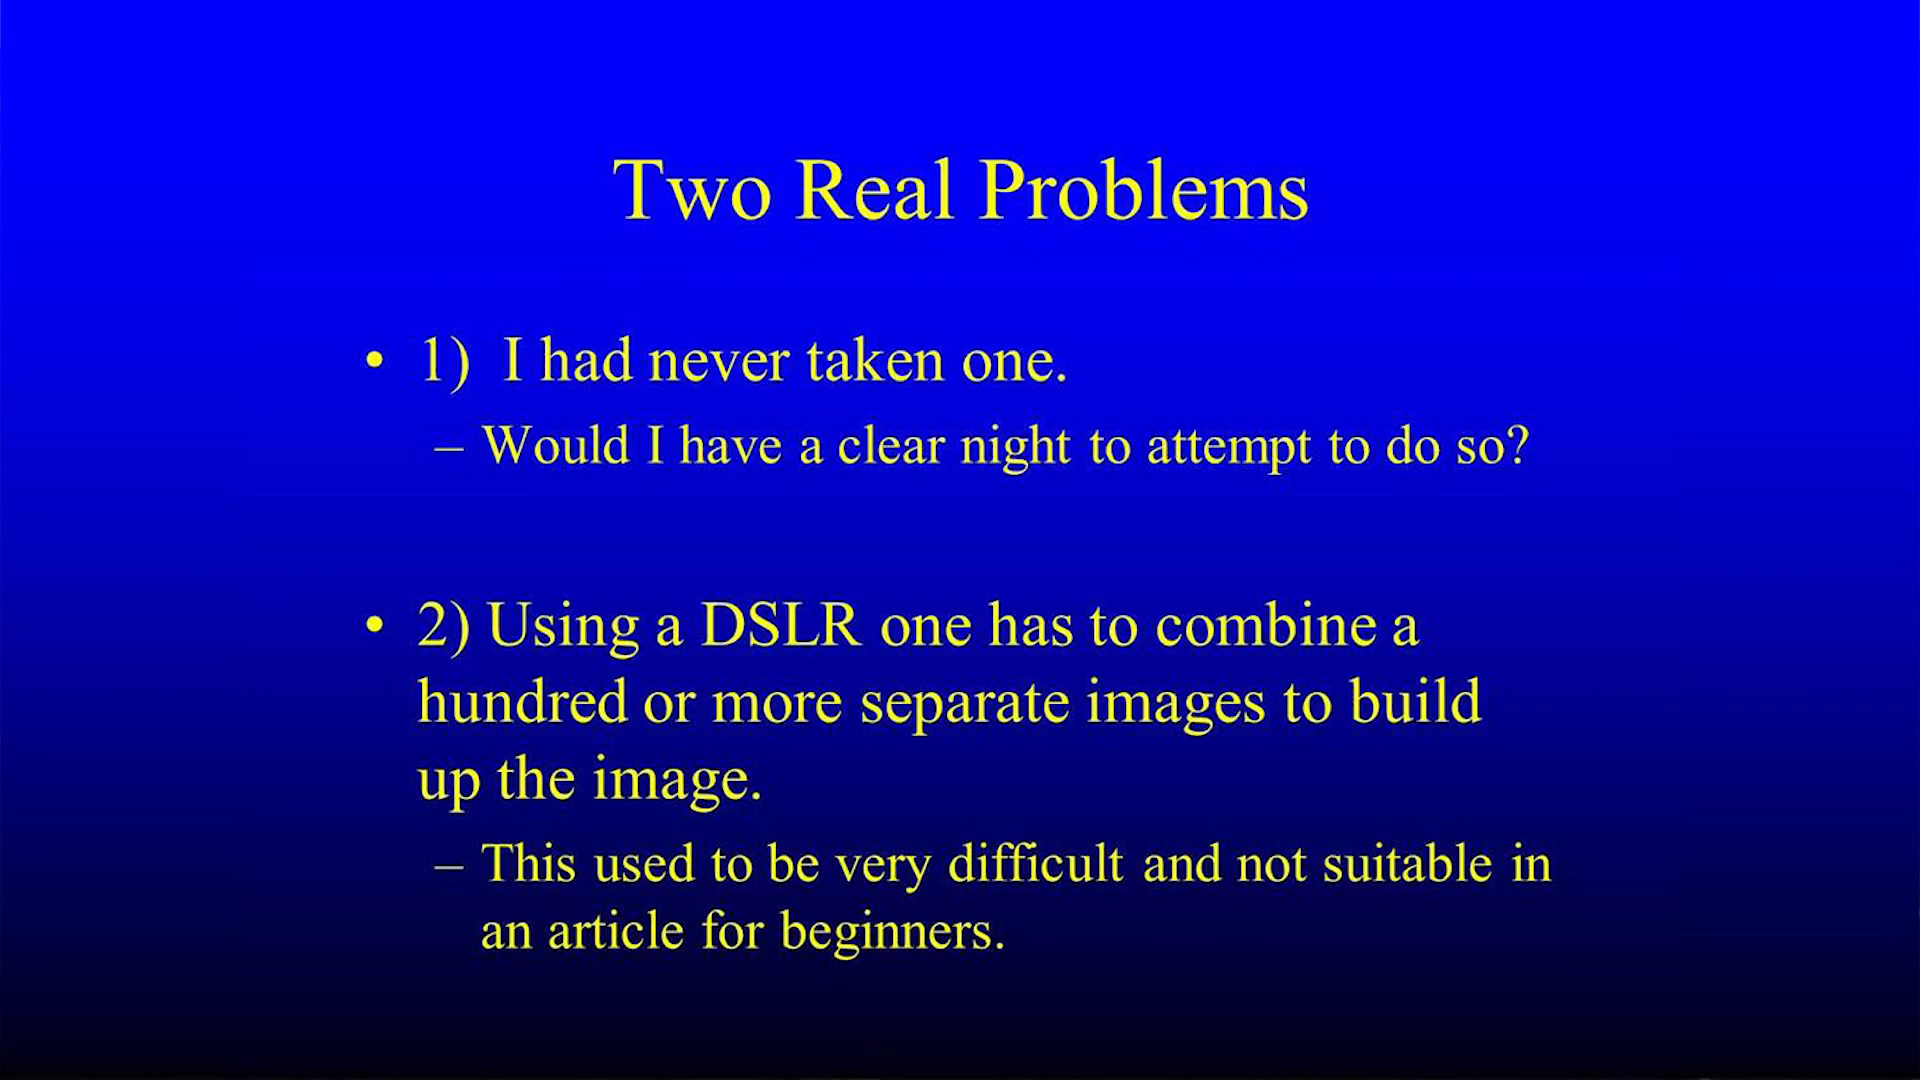 Two Real Problems
• 1)  I had never taken one.
– Would I have a clear night to attempt to do so?
• 2) Using a DSLR one has to combine a
hundred or more separate images to build
up the image.
– This used to be very difficult and not suitable in
an article for beginners.